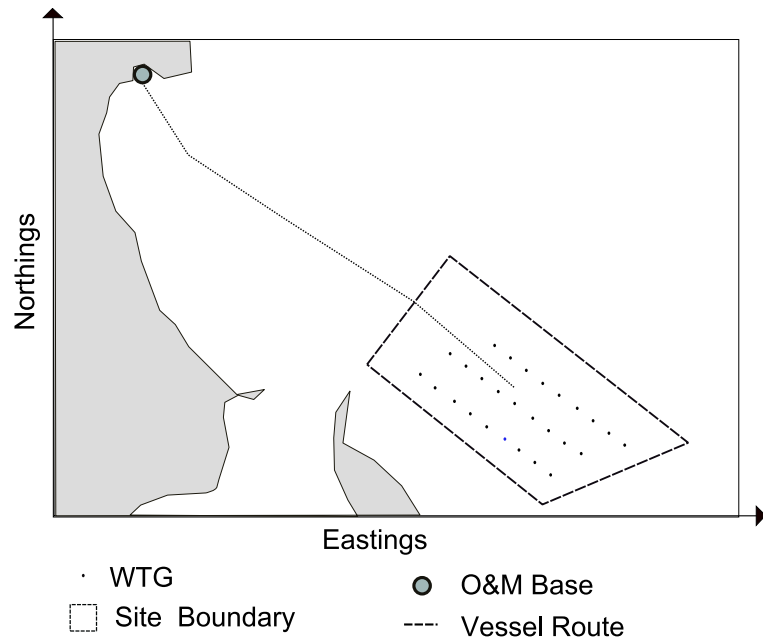 Northings
Eastings
WTG
O&M Base
Site Boundary
Vessel Route